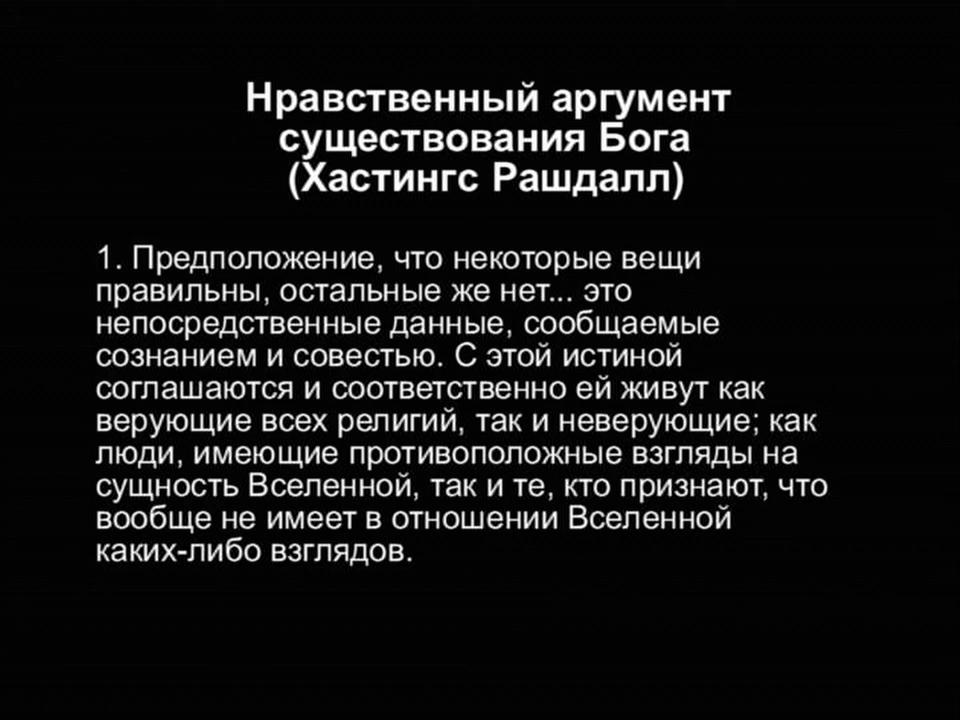 Нравственный аргумент
существования Бога
(Хастингс Рашдалл)
1. Предположение, что некоторые вещи
правильны, остальные же нет... это
непосредственные данные, сообщаемые
сознанием и совестью. С этой истиной
соглашаются и соответственно ей живут как
верующие всех религий, так и неверующие; как
люди, имеющие противоположные взгляды на
сущность Вселенной, так и те, кто признают, что
вообще не имеет в отношении Вселенной
каких-либо взглядов.